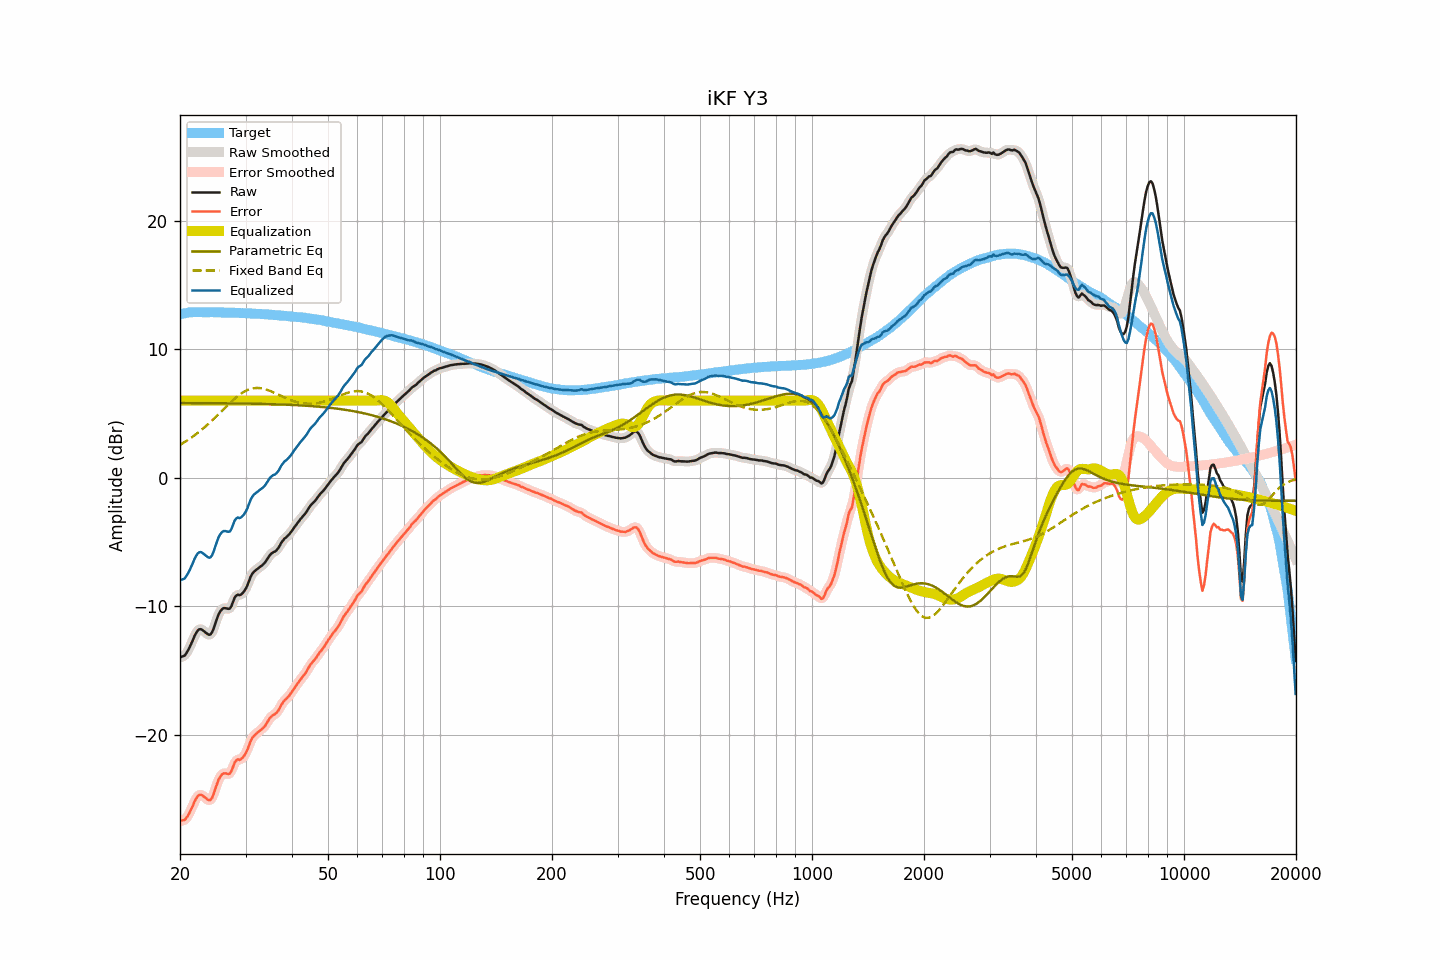 iKF Y3
Target
Raw Smoothed
Error Smoothed
Raw
Error
Equalization
Parametric Eq
Fixed Band Eq
Equalized
Amplitude (dBr)
20
10
0
−10
−20
20 50 100 200 500 1000 2000 5000 10000 20000
Frequency (Hz)